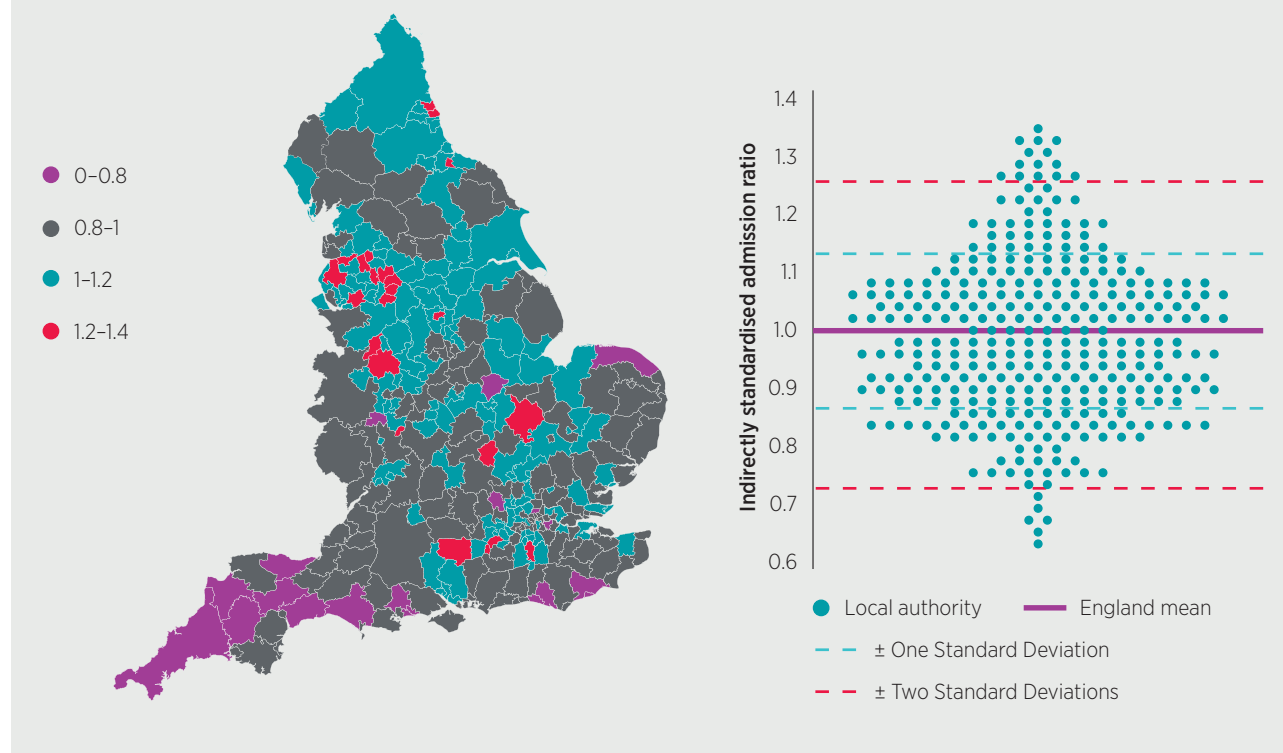 0–0.8
0.8–1
1–1.2
1.2–1.4
Indirectly standardised admission ratio
1.4
1.3
1.2
1.1
1.0
0.9
0.8
0.7
0.6
Local authority
England mean
± One Standard Deviation
± Two Standard Deviations